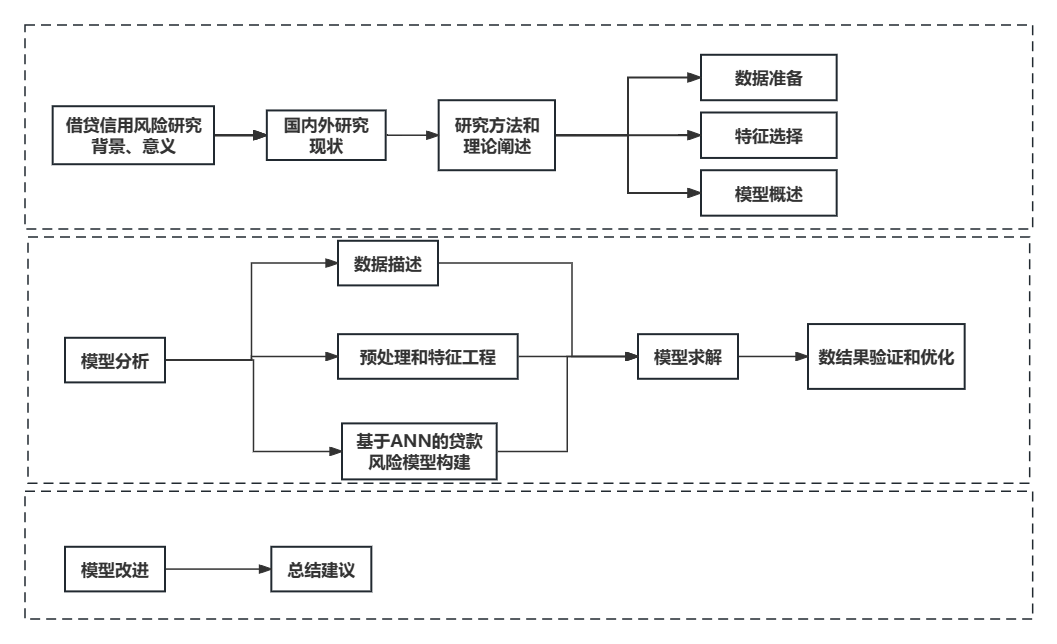 借贷信用风险研究
背景、意义
国内外研究
现状
研究方法和
理论阐述
数据准备
特征选择
模型概述
模型分析
数据描述
预处理和特征工程
基于ANN的贷款
风险模型构建
模型求解
数结果验证和优化
模型改进
总结建议